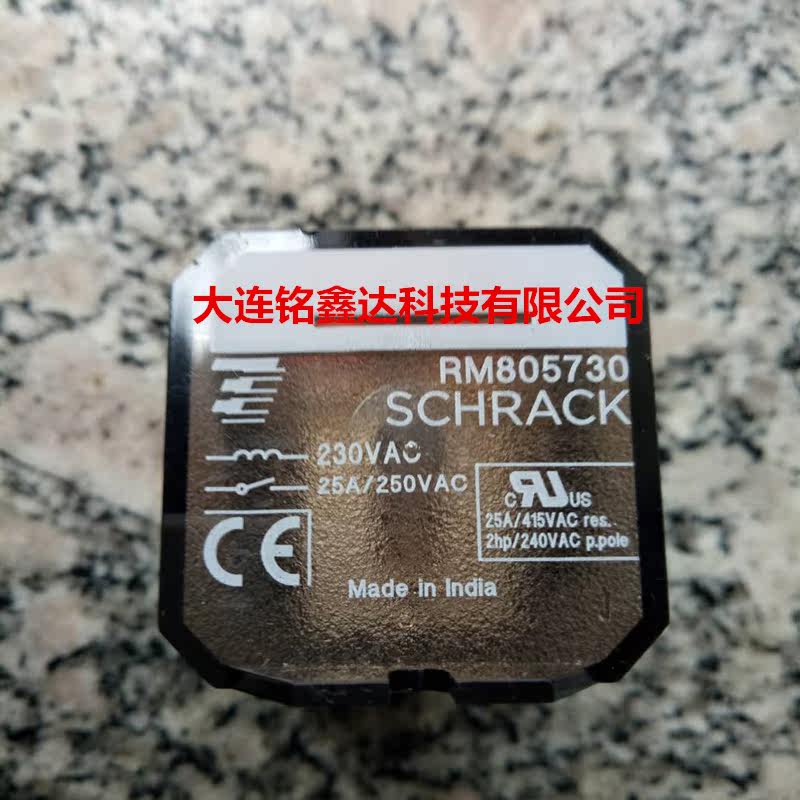 大连铭鑫达科技有限公司
RM805730
SCHRACK
230VAC
25A/250VAC
CE
c RU US
25A/415VAC res..
2hp/240VAC p.pole
Made in India